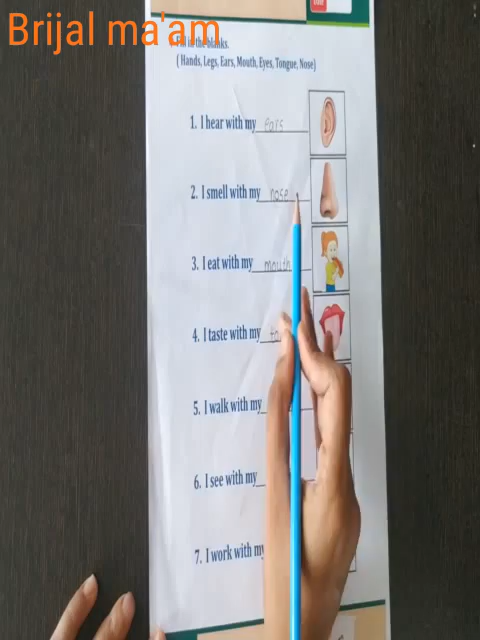 Brijal ma'am
Fill in the blanks.
( Hands, Legs, Ears, Mouth, Eyes, Tongue, Nose)
1. I hear with my ears
2. I smell with my nose
3. I eat with my mouth
4. I taste with my
5. I walk with my
6. I see with my
7. I work with my